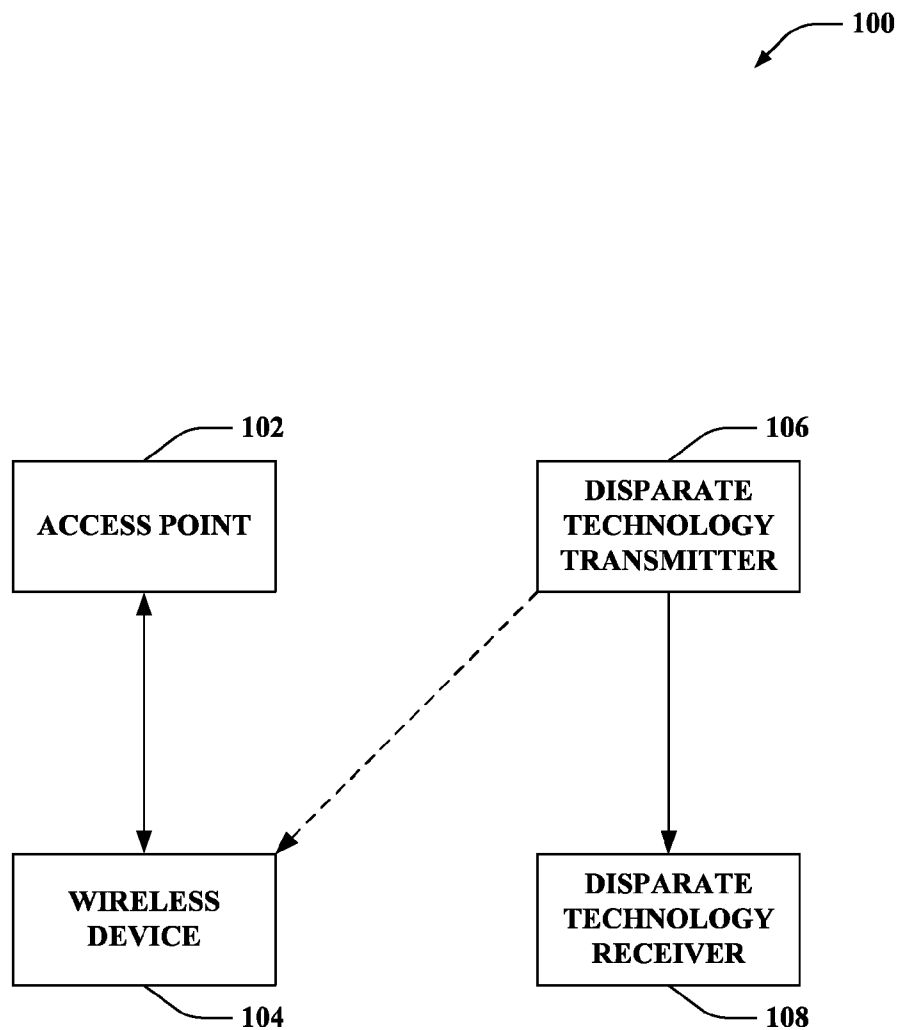 100
102
106
ACCESS POINT
DISPARATE
TECHNOLOGY
TRANSMITTER
WIRELESS
DEVICE
DISPARATE
TECHNOLOGY
RECEIVER
104
108